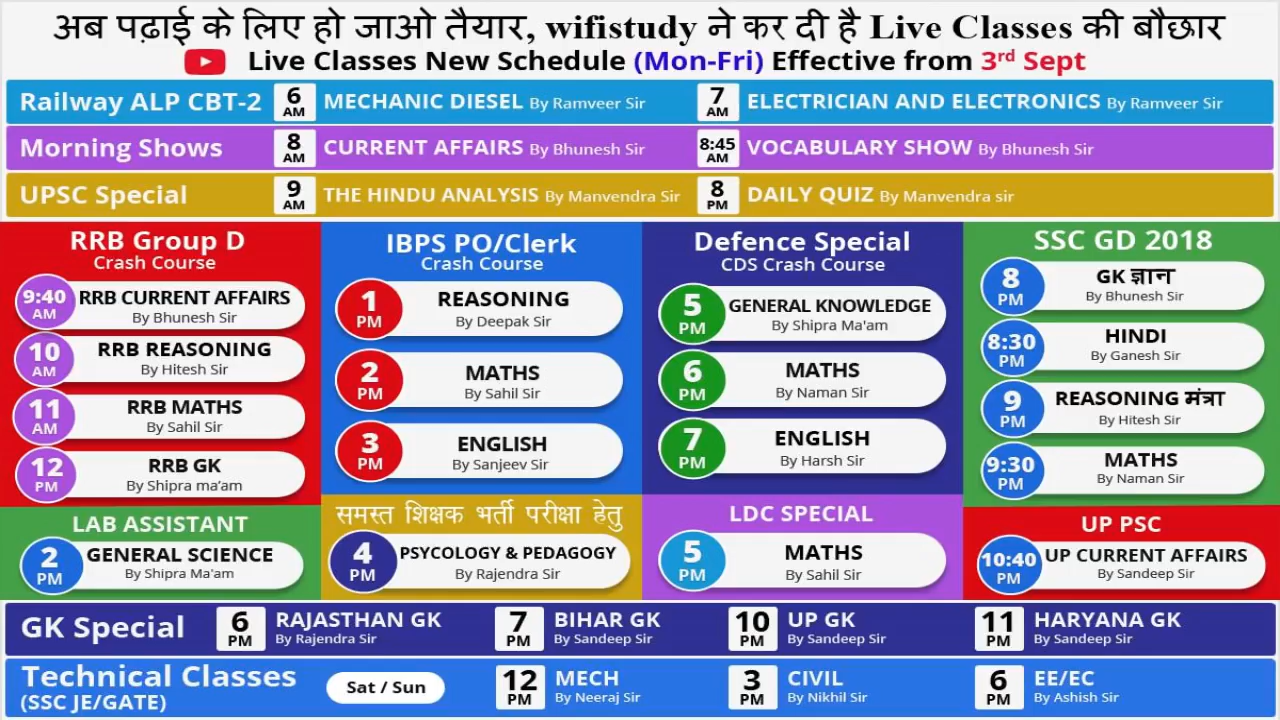 अब पढ़ाई के लिए हो जाओ तैयार, wifistudy ने कर दी है Live Classes की बौछार
Live Classes New Schedule (Mon-Fri) Effective from 3rd Sept
Railway ALP CBT-2 6 AM MECHANIC DIESEL By Ramveer Sir 7 AM ELECTRICIAN AND ELECTRONICS By Ramveer Sir
Morning Shows 8 AM CURRENT AFFAIRS By Bhunesh Sir 8:45 AM VOCABULARY SHOW By Bhunesh Sir
UPSC Special 9 AM THE HINDU ANALYSIS By Manvendra Sir 8 PM DAILY QUIZ By Manvendra sir
RRB Group D
Crash Course
9:40 AM RRB CURRENT AFFAIRS
By Bhunesh Sir
10 AM RRB REASONING
By Hitesh Sir
11 AM RRB MATHS
By Sahil Sir
12 PM RRB GK
By Shipra ma'am
IBPS PO/Clerk
Crash Course
1 PM REASONING
By Deepak Sir
2 PM MATHS
By Sahil Sir
3 PM ENGLISH
By Sanjeev Sir
Defence Special
CDS Crash Course
5 PM GENERAL KNOWLEDGE
By Shipra Ma'am
6 PM MATHS
By Naman Sir
7 PM ENGLISH
By Harsh Sir
SSC GD 2018
8 PM GK ज्ञान
By Bhunesh Sir
8:30 PM HINDI
By Ganesh Sir
9 PM REASONING मंत्रा
By Hitesh Sir
9:30 PM MATHS
By Naman Sir
LAB ASSISTANT
2 PM GENERAL SCIENCE
By Shipra Ma'am
समस्त शिक्षक भर्ती परीक्षा हेतु
4 PM PSYCOLOGY & PEDAGOGY
By Rajendra Sir
LDC SPECIAL
5 PM MATHS
By Sahil Sir
UP PSC
10:40 PM UP CURRENT AFFAIRS
By Sandeep Sir
GK Special 6 PM RAJASTHAN GK By Rajendra Sir 7 PM BIHAR GK By Sandeep Sir 10 PM UP GK By Sandeep Sir 11 PM HARYANA GK By Sandeep Sir
Technical Classes
(SSC JE/GATE) Sat / Sun 12 PM MECH By Neeraj Sir 3 PM CIVIL By Nikhil Sir 6 PM EE/EC By Ashish Sir